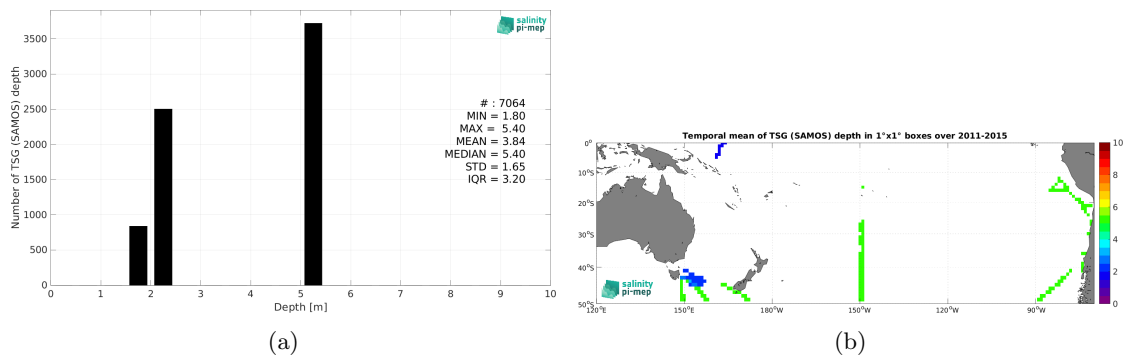 salinity
pi-mep
3500
3000
2500
2000
1500
1000
500
0
Number of TSG (SAMOS) depth
# : 7064
MIN = 1.80
MAX = 5.40
MEAN = 3.84
MEDIAN = 5.40
STD = 1.65
IQR = 3.20
0 1 2 3 4 5 6 7 8 9 10
Depth [m]
(a)
Temporal mean of TSG (SAMOS) depth in 1°x1° boxes over 2011-2015
0°
10°S
20°S
30°S
40°S
50°S
salinity
pi-mep
120°E 150°E 180°W 150°W 120°W 90°W
10
8
6
4
2
0
(b)